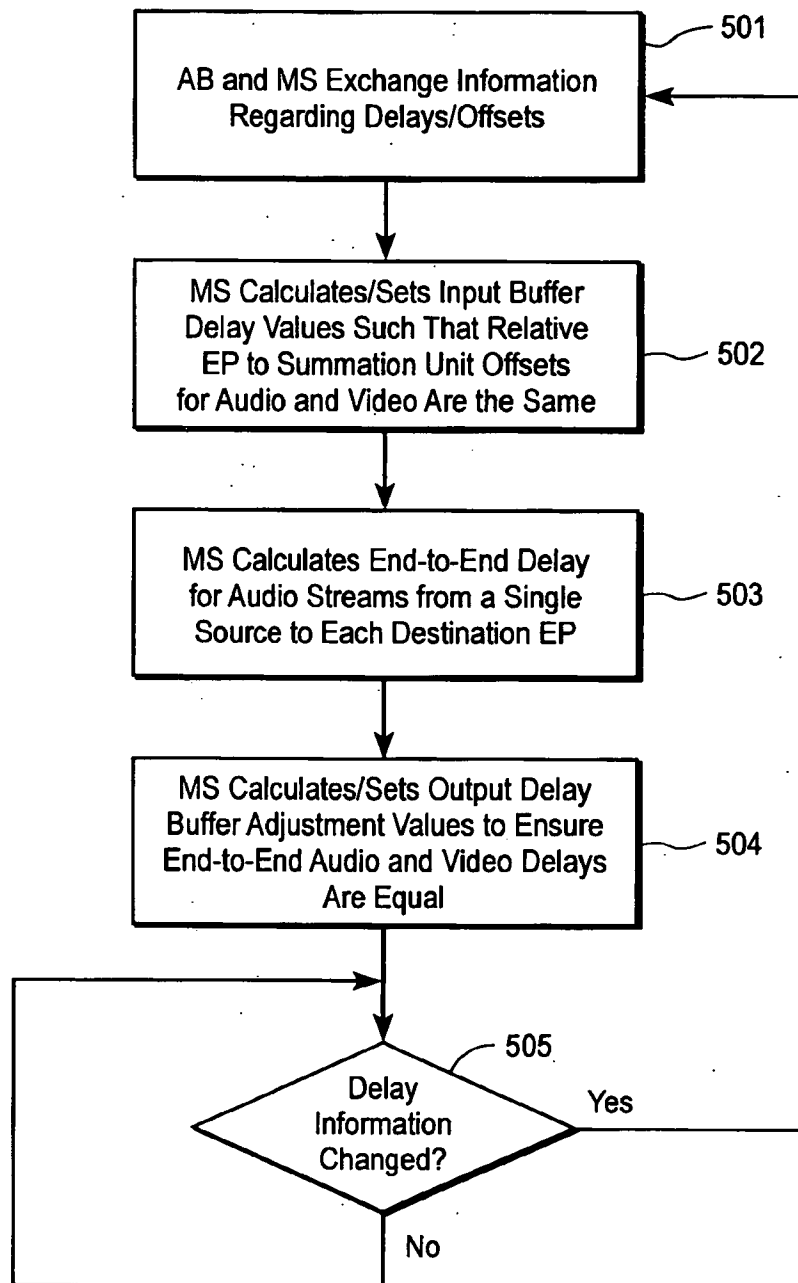 501
AB and MS Exchange Information
Regarding Delays/Offsets
MS Calculates/Sets Input Buffer
Delay Values Such That Relative
EP to Summation Unit Offsets
for Audio and Video Are the Same
502
MS Calculates End-to-End Delay
for Audio Streams from a Single
Source to Each Destination EP
503
MS Calculates/Sets Output Delay
Buffer Adjustment Values to Ensure
End-to-End Audio and Video Delays
Are Equal
504
505
Delay
Information
Changed?
Yes
No